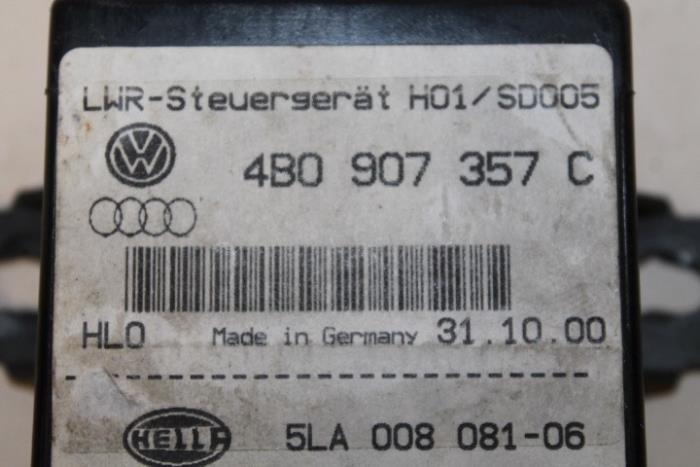 LWR-Steuergerät H01/SD005
4B0 907 357 C
HLO Made in Germany 31.10.00
HELLA 5LA 008 081-06